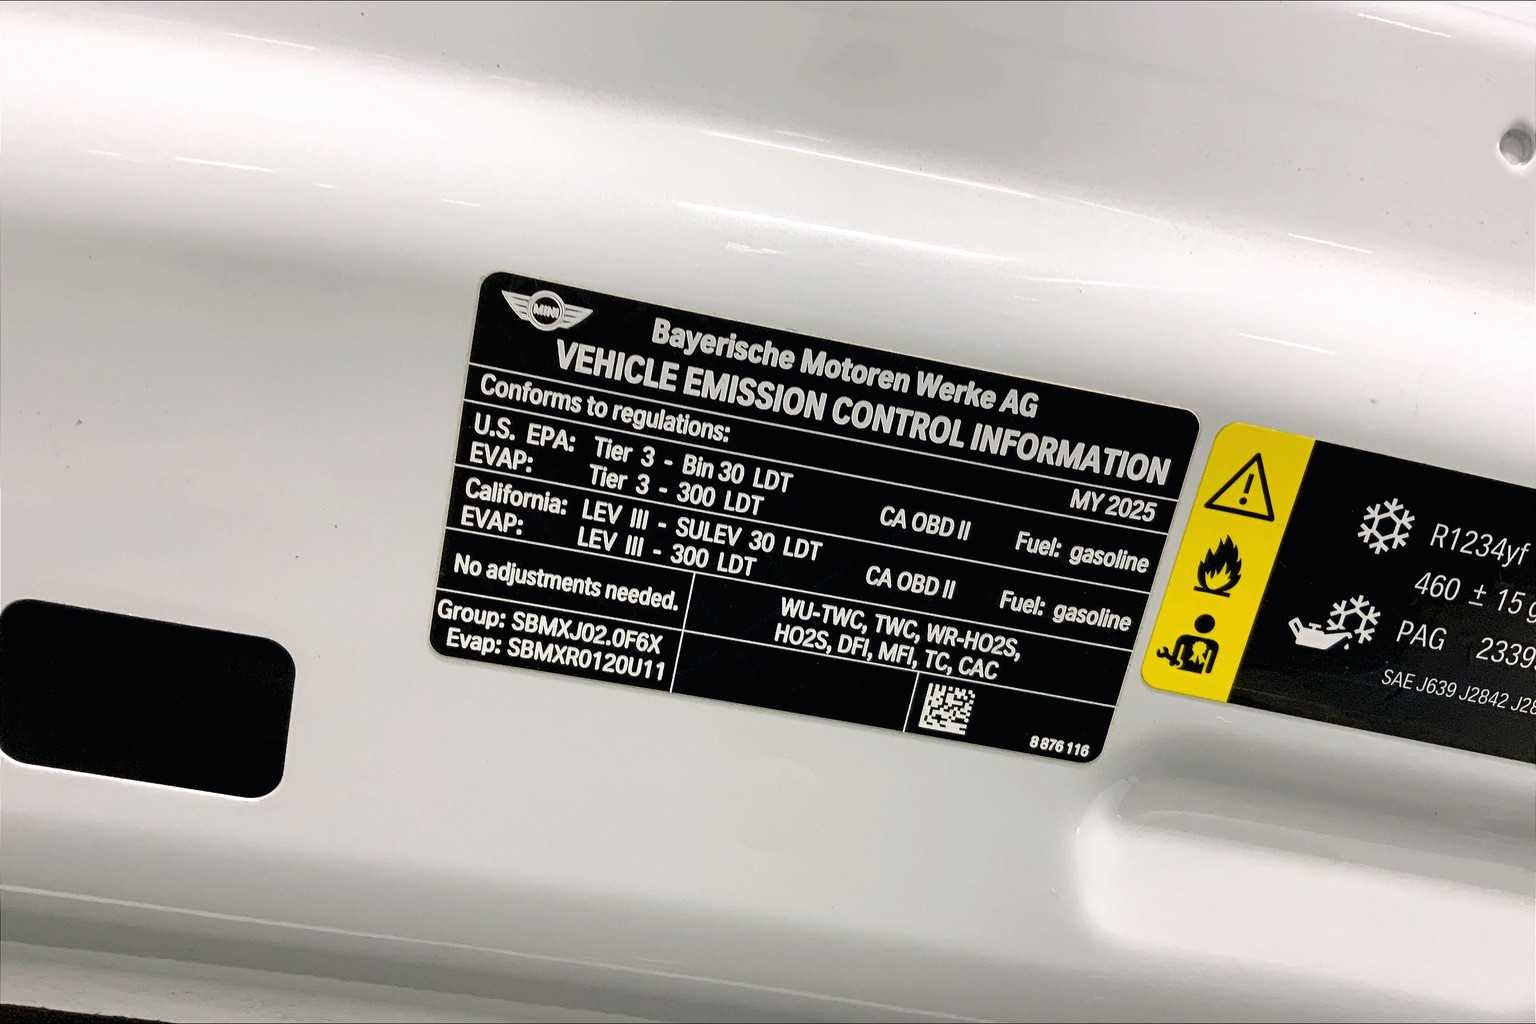 MINI
Bayerische Motoren Werke AG
VEHICLE EMISSION CONTROL INFORMATION
Conforms to regulations:
MY 2025
U.S. EPA: Tier 3 - Bin 30 LDT
EVAP: Tier 3 - 300 LDT
CA OBD II Fuel: gasoline
California: LEV III - SULEV 30 LDT
EVAP: LEV III - 300 LDT
CA OBD II Fuel: gasoline
No adjustments needed.
WU-TWC, TWC, WR-HO2S,
HO2S, DFI, MFI, TC, CAC
Group: SBMXJ02.0F6X
Evap: SBMXR0120U11
8 876 116
R1234yf
460 ± 15 g
PAG 2339
SAE J639 J2842